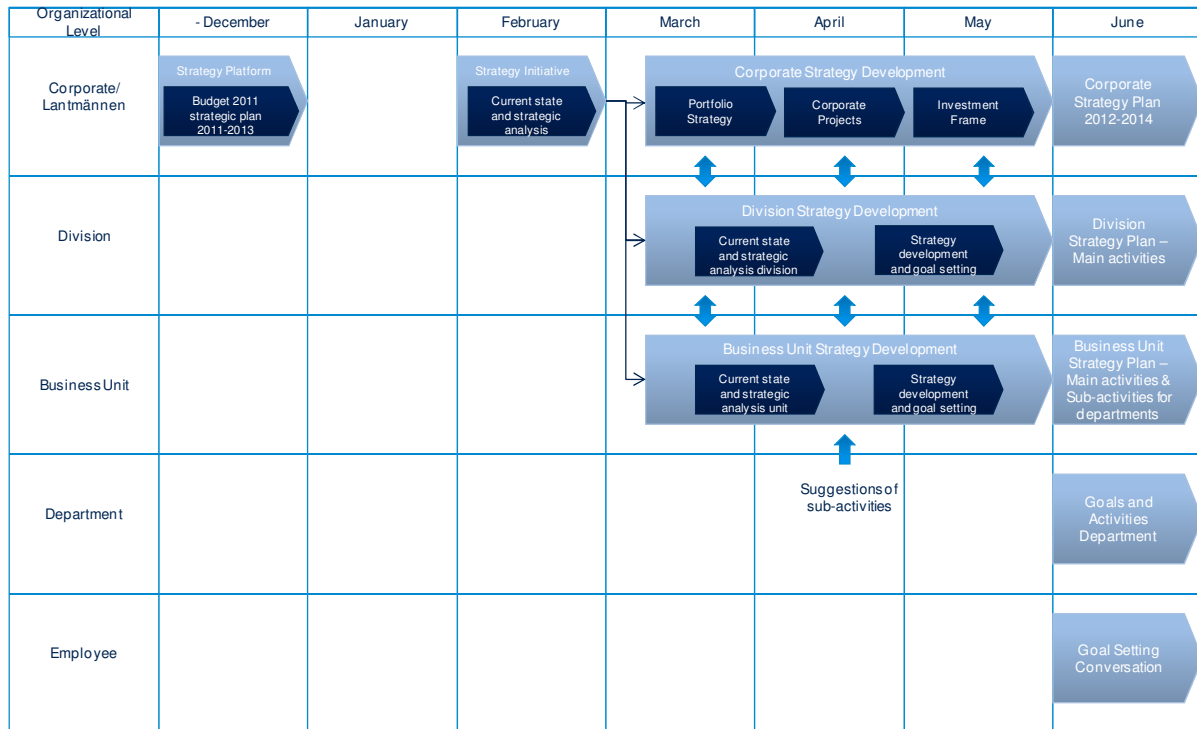 Organizational
Level
- December
January
February
March
April
May
June
Corporate/
Lantmännen
Strategy Platform
Budget 2011
strategic plan
2011-2013
Strategy Initiative
Current state
and strategic
analysis
Corporate Strategy Development
Portfolio
Strategy
Corporate
Projects
Investment
Frame
Corporate
Strategy Plan
2012-2014
Division
Division Strategy Development
Current state
and strategic
analysis division
Strategy
development
and goal setting
Division
Strategy Plan –
Main activities
Business Unit
Business Unit Strategy Development
Current state
and strategic
analysis unit
Strategy
development
and goal setting
Business Unit
Strategy Plan –
Main activities &
Sub-activities for
departments
Department
Suggestions of
sub-activities
Goals and
Activities
Department
Employee
Goal Setting
Conversation